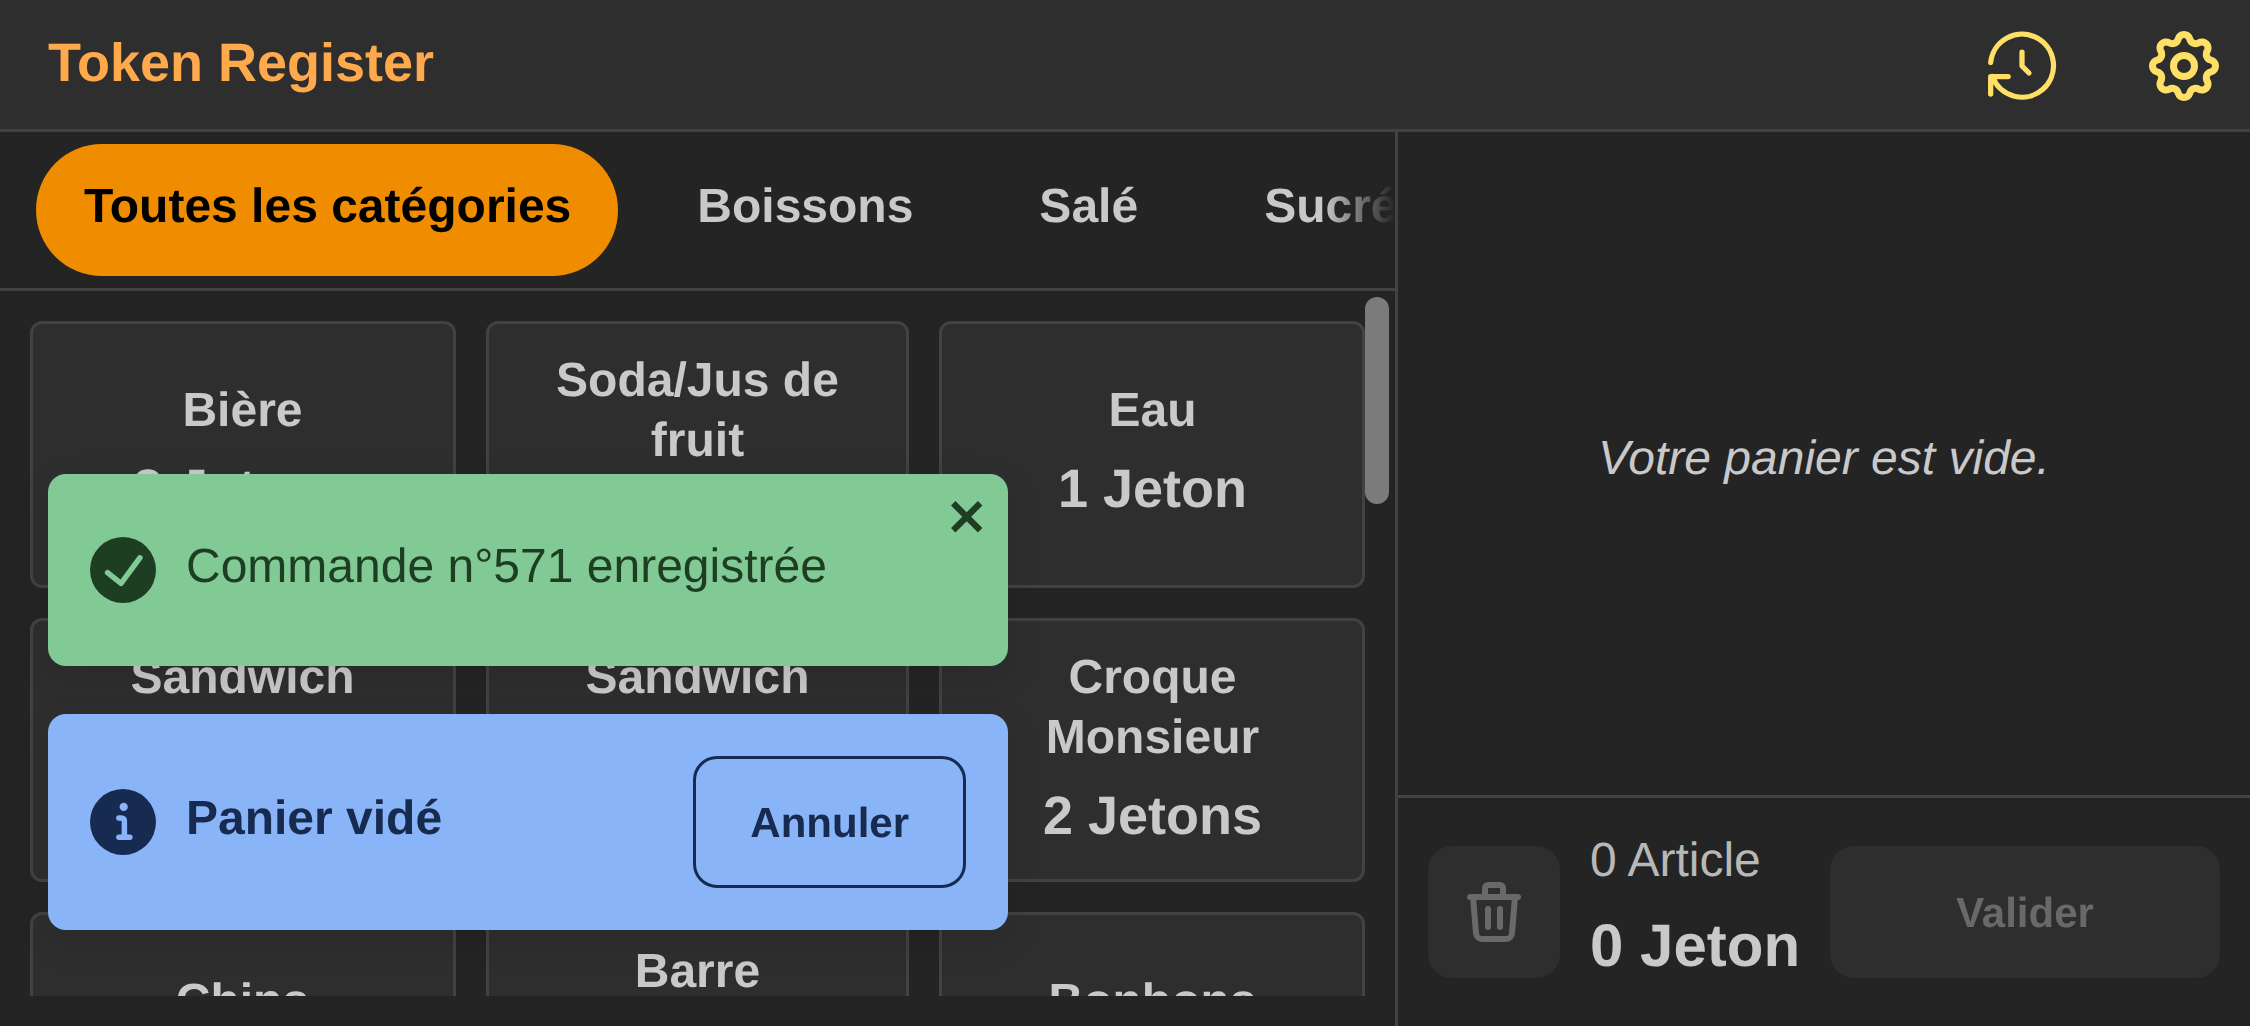 Token Register
Toutes les catégories
Boissons
Salé
Sucré
Bière
Soda/Jus de
fruit
Eau
1 Jeton
Commande n°571 enregistrée
Sandwich
Sandwich
Croque
Monsieur
2 Jetons
Panier vidé
Annuler
Barre
Votre panier est vide.
0 Article
0 Jeton
Valider